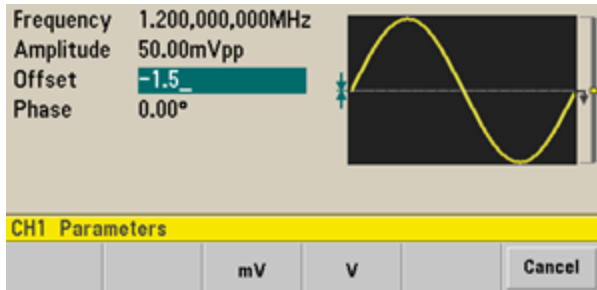 Frequency 1.200,000,000MHz
Amplitude 50.00mVpp
Offset -1.5_
Phase 0.00°
CH1 Parameters
mV V Cancel